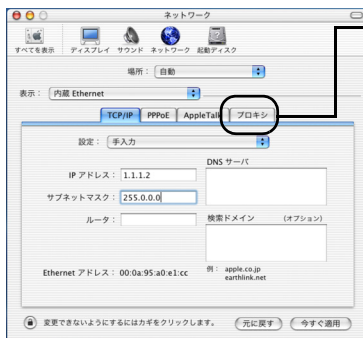 ネットワーク
すべてを表示 ディスプレイ サウンド ネットワーク 起動ディスク
場所： 自動
表示： 内蔵 Ethernet
TCP/IP PPPoE AppleTalk プロキシ
設定： 手入力
DNS サーバ
IP アドレス： 1.1.1.2
サブネットマスク： 255.0.0.0
ルータ：
検索ドメイン （オプション）
Ethernet アドレス： 00:0a:95:a0:e1:cc
例： apple.co.jp
earthlink.net
変更できないようにするにはカギをクリックします。 元に戻す 今すぐ適用